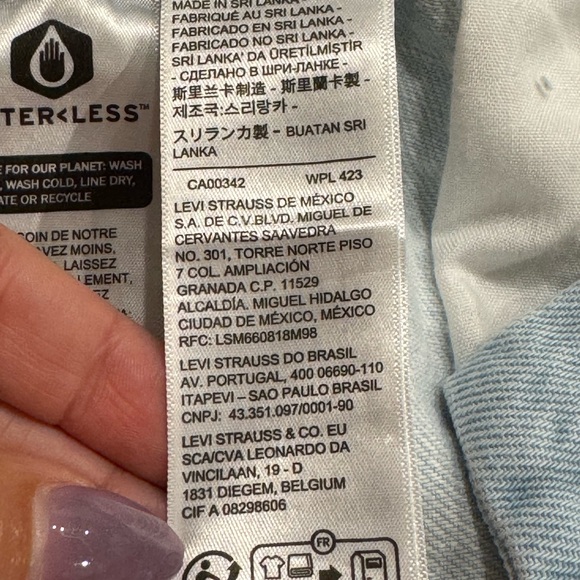 TER<LESS™
E FOR OUR PLANET: WASH
, WASH COLD, LINE DRY,
ATE OR RECYCLE
OIN DE NOTRE
AVEZ MOINS,
LAISSEZ
EMENT,
EZ
MADE IN SRI LANKA -
FABRIQUÉ AU SRI LANKA -
FABRICADO EN SRI LANKA -
FABRICADO NO SRI LANKA -
SRİ LANKA' DA ÜRETİLMİŞTİR
- СДЕЛАНО В ШРИ-ЛАНКЕ -
斯里兰卡制造 - 斯里蘭卡製 -
제조국:스리랑카 -
スリランカ製 - BUATAN SRI
LANKA
CA00342 WPL 423
LEVI STRAUSS DE MÉXICO
S.A. DE C.V.BLVD. MIGUEL DE
CERVANTES SAAVEDRA
NO. 301, TORRE NORTE PISO
7 COL. AMPLIACIÓN
GRANADA C.P. 11529
ALCALDÍA. MIGUEL HIDALGO
CIUDAD DE MÉXICO, MÉXICO
RFC: LSM660818M98
LEVI STRAUSS DO BRASIL
AV. PORTUGAL, 400 06690-110
ITAPEVI – SAO PAULO BRASIL
CNPJ: 43.351.097/0001-90
LEVI STRAUSS & CO. EU
SCA/CVA LEONARDO DA
VINCILAAN, 19 - D
1831 DIEGEM, BELGIUM
CIF A 08298606
FR